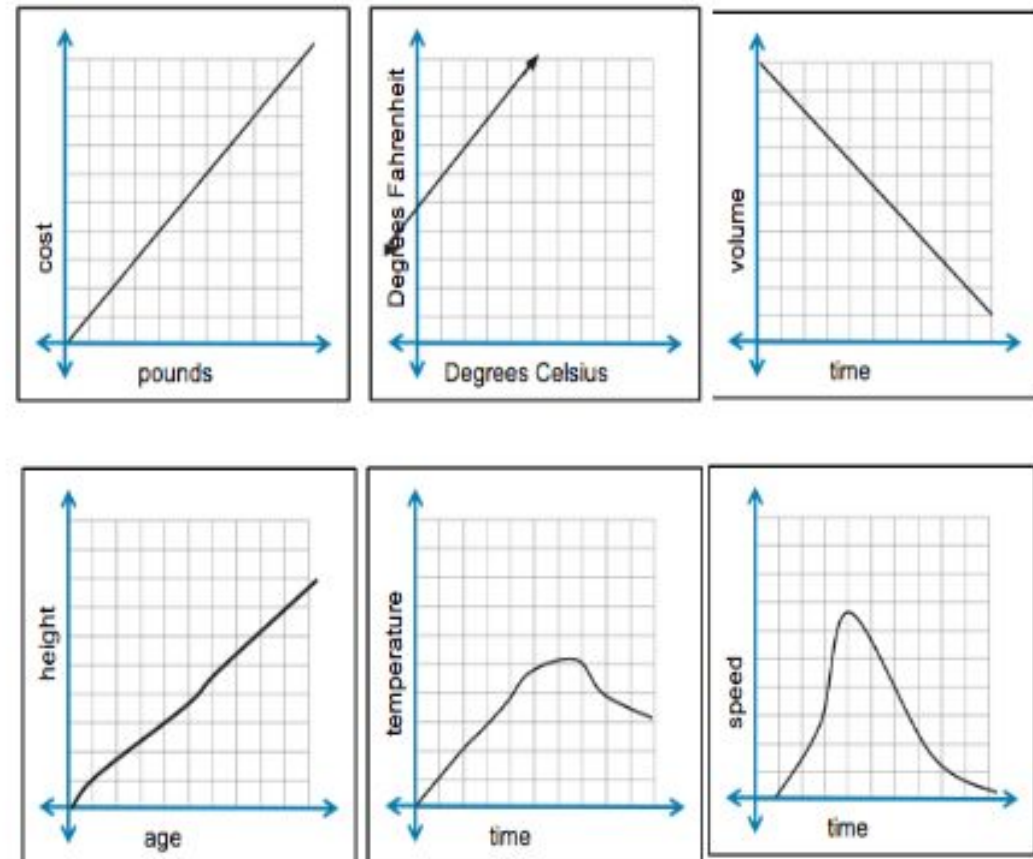 cost
pounds
Degrees Fahrenheit
Degrees Celsius
volume
time
height
age
temperature
time
speed
time